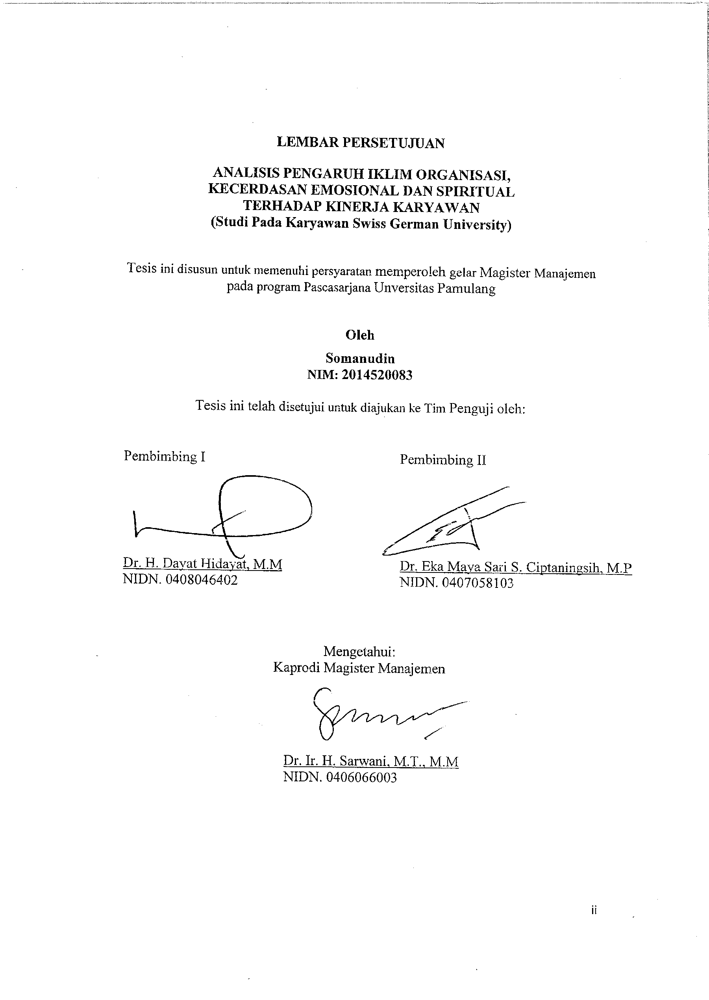 LEMBAR PERSETUJUAN
ANALISIS PENGARUH IKLIM ORGANISASI,
KECERDASAN EMOSIONAL DAN SPIRITUAL
TERHADAP KINERJA KARYAWAN
(Studi Pada Karyawan Swiss German University)
Tesis ini disusun untuk memenuhi persyaratan memperoleh gelar Magister Manajemen
pada program Pascasarjana Unversitas Pamulang
Oleh
Somanudin
NIM: 2014520083
Tesis ini telah disetujui untuk diajukan ke Tim Penguji oleh:
Pembimbing I
Dr. H. Dayat Hidayat, M.M
NIDN. 0408046402
Pembimbing II
Dr. Eka Maya Sari S. Ciptaningsih, M.P
NIDN. 0407058103
Mengetahui:
Kaprodi Magister Manajemen
Dr. Ir. H. Sarwani, M.T., M.M
NIDN. 0406066003
ii